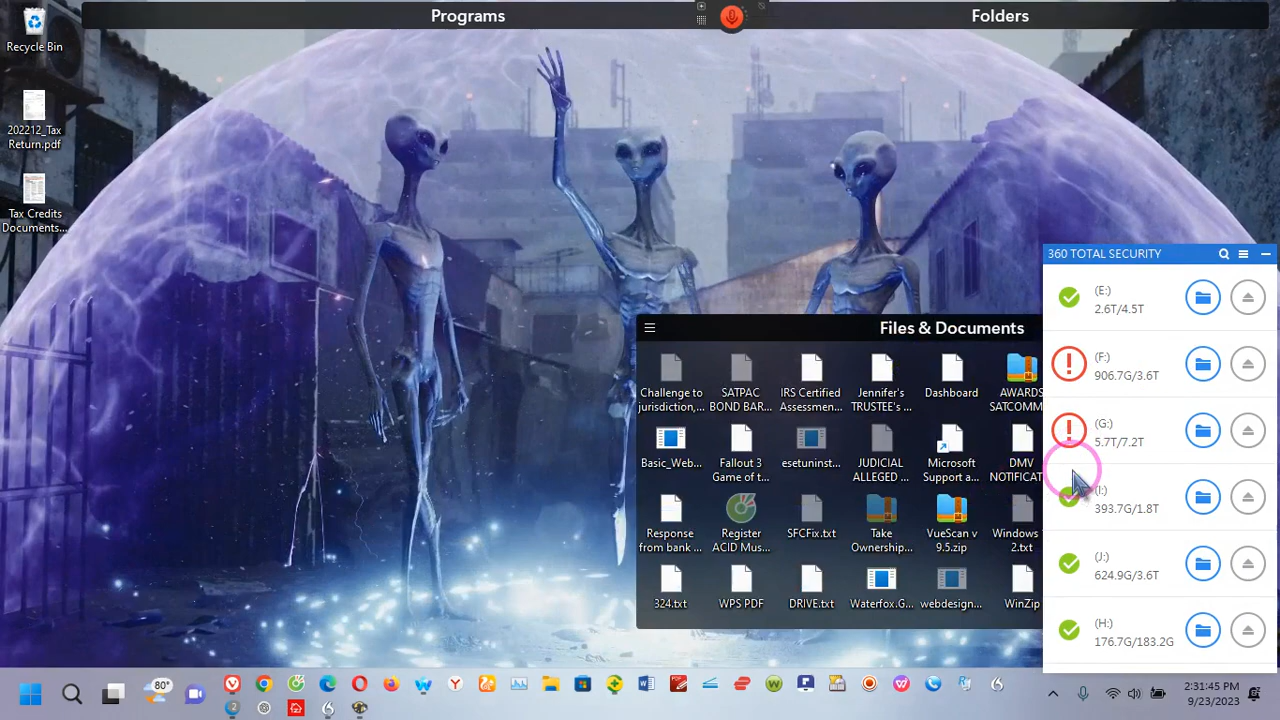 Programs
Folders
Recycle Bin
202212_Tax
Return.pdf
Tax Credits
Documents...
360 TOTAL SECURITY
(E:)
2.6T/4.5T
(F:)
906.7G/3.6T
(G:)
5.7T/7.2T
(I:)
393.7G/1.8T
(J:)
624.9G/3.6T
(H:)
176.7G/183.2G
Files & Documents
Challenge to
jurisdiction,...
SATPAC
BOND BAR...
IRS Certified
Assessmen...
Jennifer's
TRUSTEE's ...
Dashboard
AWARDS
SATCOMM
Basic_Web...
Fallout 3
Game of t...
esetuninst...
JUDICIAL
ALLEGED ...
Microsoft
Support a...
DMV
NOTIFICAT
Response
from bank ...
Register
ACID Mus...
SFCFix.txt
Take
Ownership...
VueScan v
9.5.zip
Windows
2.txt
324.txt
WPS PDF
DRIVE.txt
Waterfox.G...
webdesign...
WinZip
80°
2:31:45 PM
9/23/2023